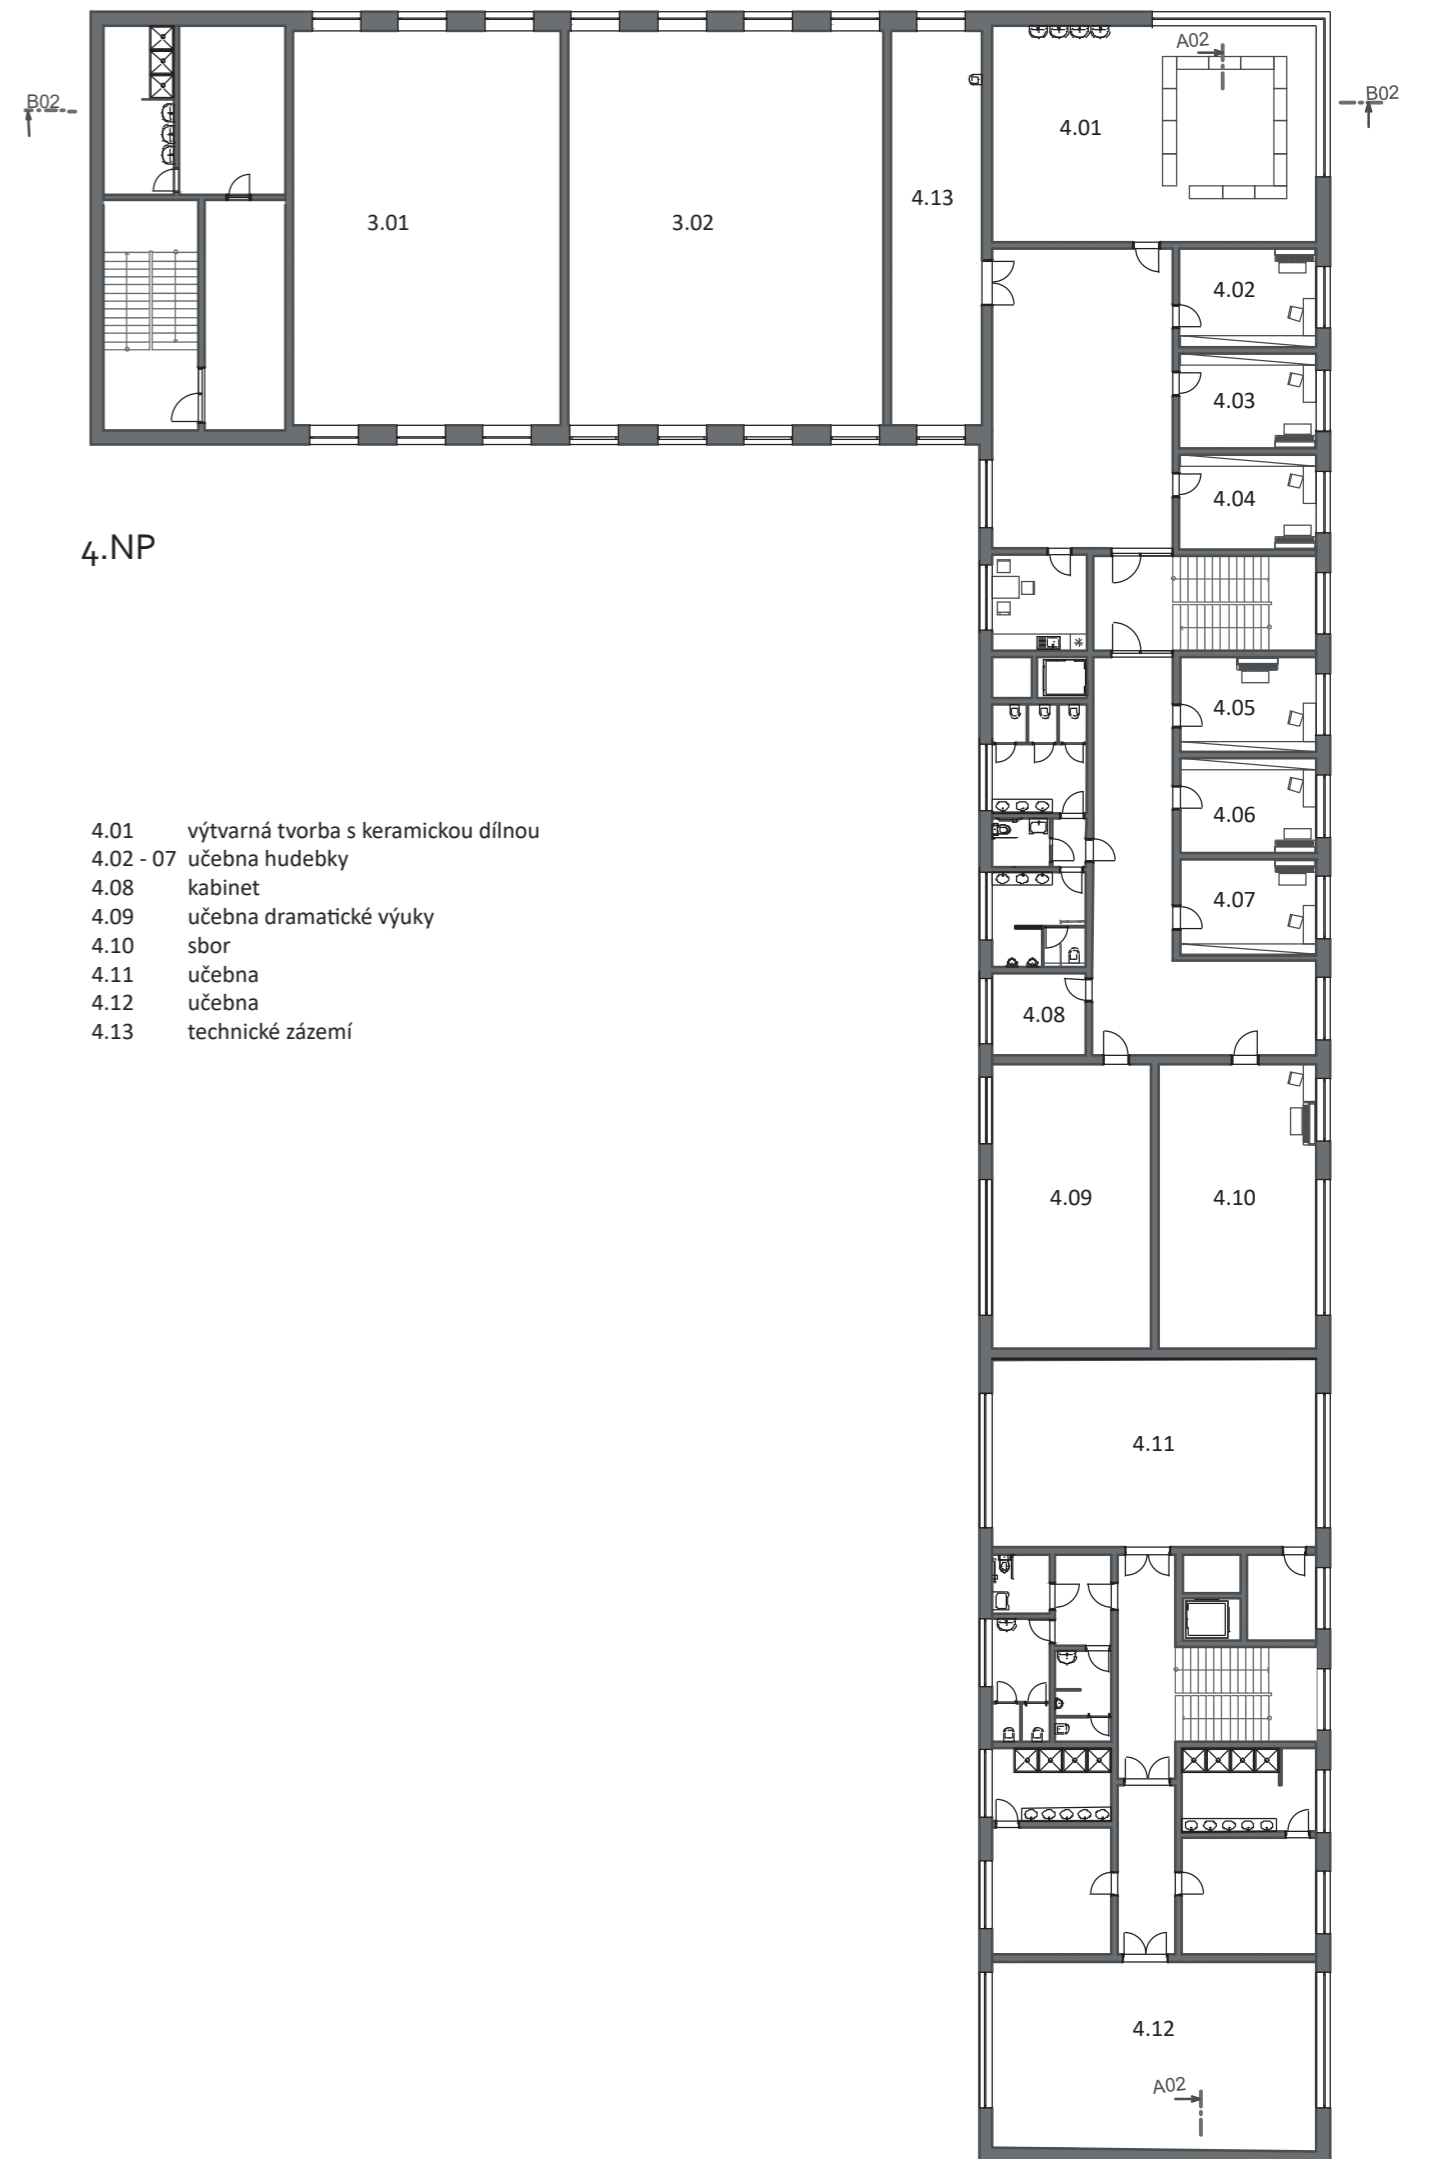 A02
B02
B02
4.01
4.13
3.01
3.02
4.02
4.03
4.04
4.NP
4.05
4.06
4.07
4.01 výtvarná tvorba s keramickou dílnou
4.02 - 07 učebna hudebky
4.08 kabinet
4.09 učebna dramatické výuky
4.10 sbor
4.11 učebna
4.12 učebna
4.13 technické zázemí
4.08
4.09
4.10
4.11
4.12
A02